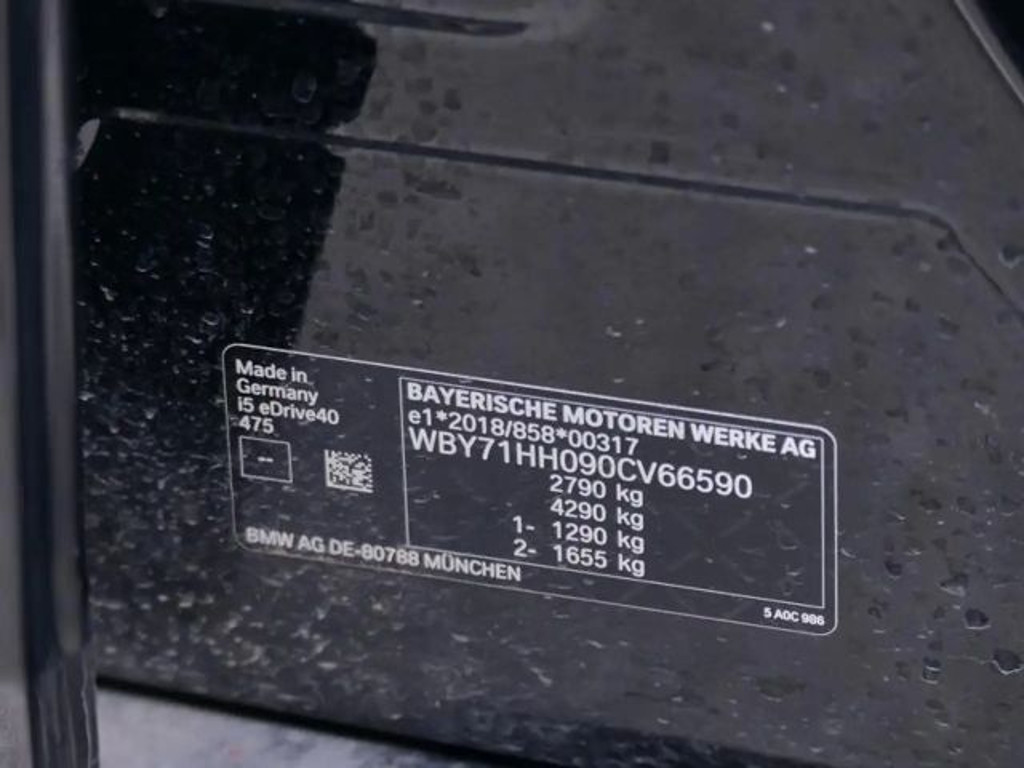 Made in
Germany
i5 eDrive40
475
--
BAYERISCHE MOTOREN WERKE AG
e1*2018/858*00317
WBY71HH090CV66590
2790 kg
4290 kg
1- 1290 kg
2- 1655 kg
BMW AG DE-80788 MÜNCHEN
5 A0C 986